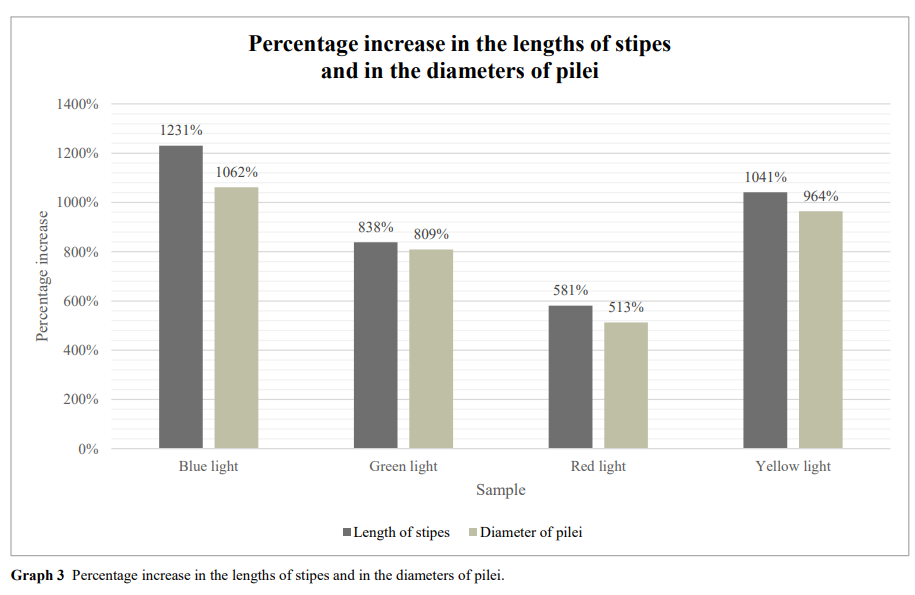 Percentage increase in the lengths of stipes
and in the diameters of pilei
1400%
1200%
1000%
800%
600%
400%
200%
0%
Percentage increase
1231%
1062%
838%
809%
581%
513%
1041%
964%
Blue light
Green light
Red light
Yellow light
Sample
Length of stipes
Diameter of pilei
Graph 3 Percentage increase in the lengths of stipes and in the diameters of pilei.